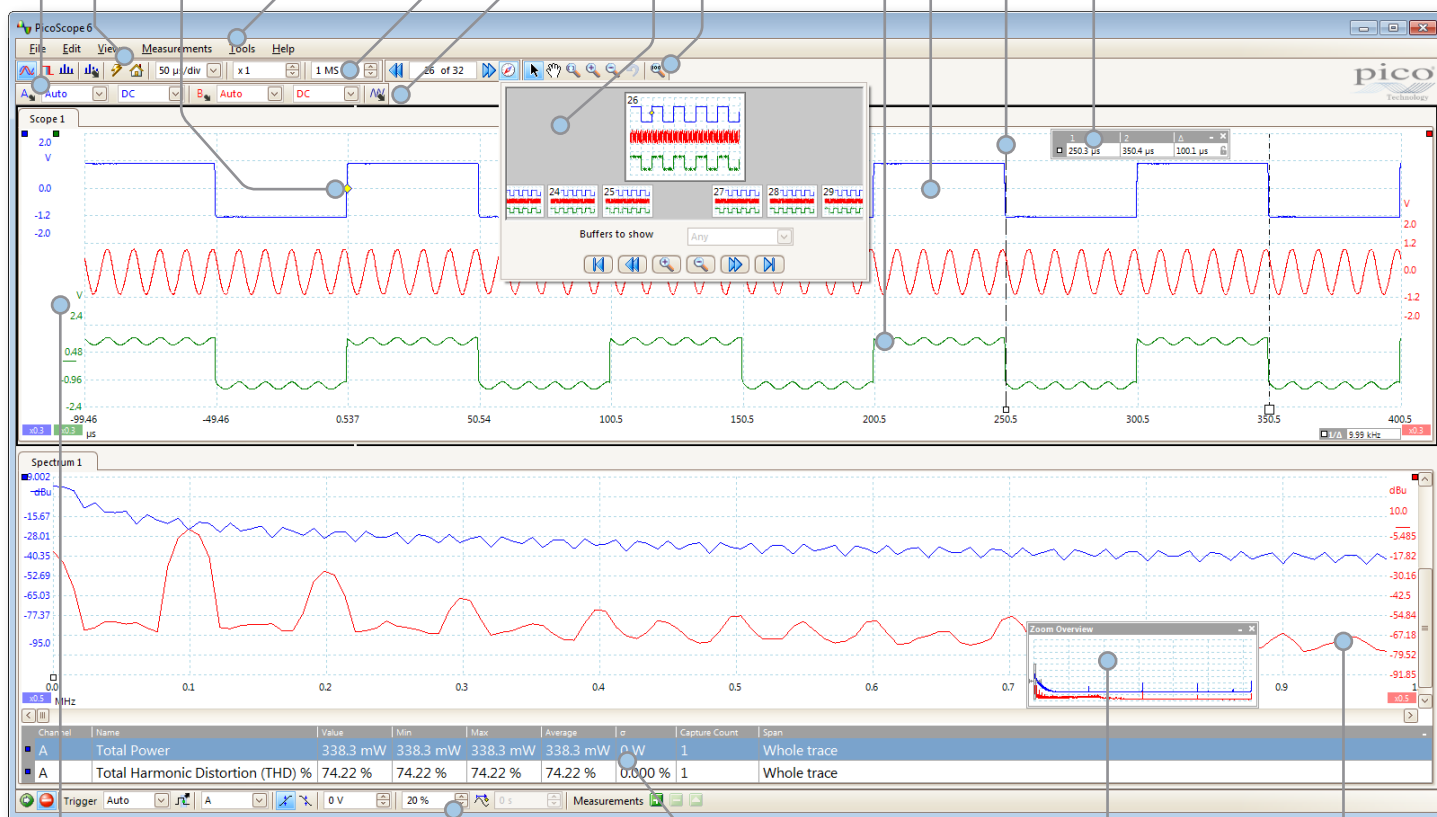 PicoScope 6
File Edit Views Measurements Tools Help
50 µs/div x 1 1 MS 26 of 32
pico
Technology
A Auto DC B Auto DC
Scope 1
2.0
V
0.0
-1.2
-2.0
V
2.4
0.48
-0.96
-2.4
26
24 25 27 28 29
Buffers to show Any
1 2 Δ
250.3 µs 350.4 µs 100.1 µs
V
2.0
1.2
0.0
-1.2
-2.0
-99.46 -49.46 0.537 50.54 100.5 150.5 200.5 250.5 300.5 350.5 400.5
x0.3 x0.3 µs
1/Δ 9.99 kHz x0.3
Spectrum 1
9.002
dBu
-15.67
-28.01
-40.35
-52.69
-65.03
-77.37
-95.0
dBu
10.0
-5.485
-17.82
-30.16
-42.5
-54.84
-67.18
-79.52
-91.85
Zoom Overview
0.0 0.1 0.2 0.3 0.4 0.5 0.6 0.7 0.9 1
x0.5 MHz x0.5
Channel Name Value Min Max Average σ Capture Count Span
A Total Power 338.3 mW 338.3 mW 338.3 mW 338.3 mW 0 W 1 Whole trace
A Total Harmonic Distortion (THD) % 74.22 % 74.22 % 74.22 % 74.22 % 0.000 % 1 Whole trace
Trigger Auto A 0 V 20 % 0 s Measurements